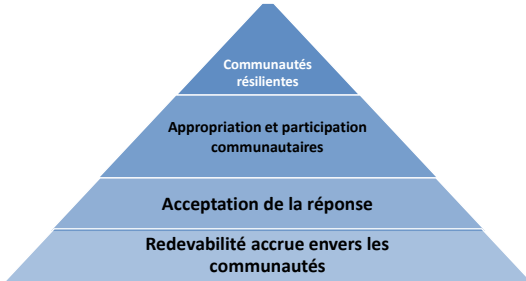 Communautés
résilientes
Appropriation et participation
communautaires
Acceptation de la réponse
Redevabilité accrue envers les
communautés